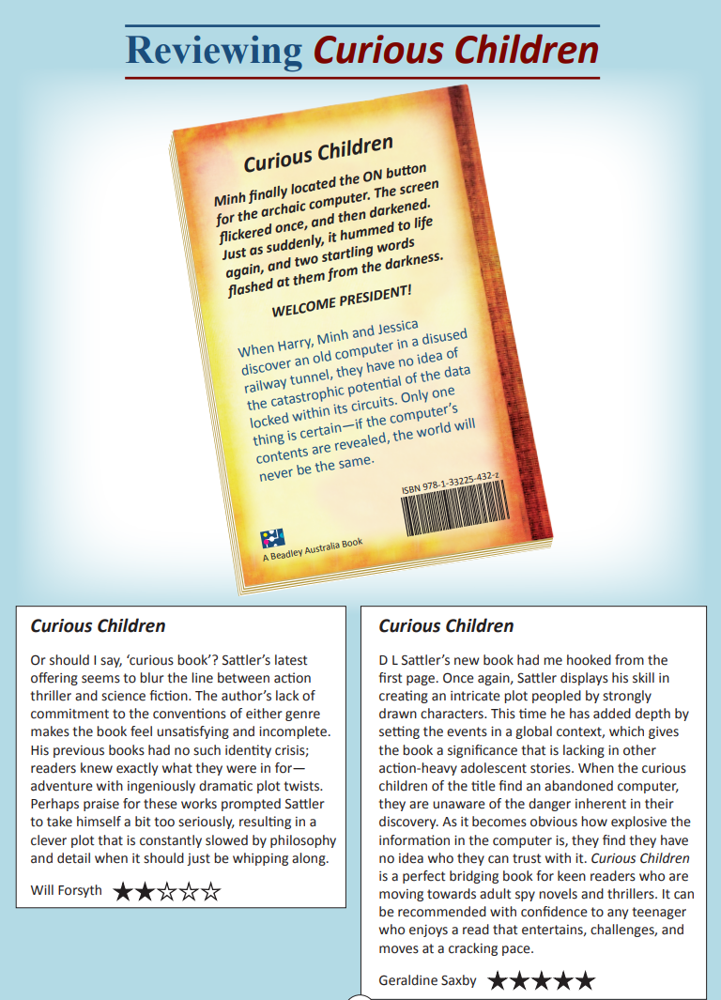 Reviewing Curious Children
Curious Children
Minh finally located the ON button
for the archaic computer. The screen
flickered once, and then darkened.
Just as suddenly, it hummed to life
again, and two startling words
flashed at them from the darkness.
WELCOME PRESIDENT!
When Harry, Minh and Jessica
discover an old computer in a disused
railway tunnel, they have no idea of
the catastrophic potential of the data
locked within its circuits. Only one
thing is certain—if the computer’s
contents are revealed, the world will
never be the same.
ISBN 978-1-33225-432-z
A Beadley Australia Book
Curious Children
Or should I say, ‘curious book’? Sattler’s latest
offering seems to blur the line between action
thriller and science fiction. The author’s lack of
commitment to the conventions of either genre
makes the book feel unsatisfying and incomplete.
His previous books had no such identity crisis;
readers knew exactly what they were in for—
adventure with ingeniously dramatic plot twists.
Perhaps praise for these works prompted Sattler
to take himself a bit too seriously, resulting in a
clever plot that is constantly slowed by philosophy
and detail when it should just be whipping along.
Will Forsyth ★★☆☆☆
Curious Children
D L Sattler’s new book had me hooked from the
first page. Once again, Sattler displays his skill in
creating an intricate plot peopled by strongly
drawn characters. This time he has added depth by
setting the events in a global context, which gives
the book a significance that is lacking in other
action-heavy adolescent stories. When the curious
children of the title find an abandoned computer,
they are unaware of the danger inherent in their
discovery. As it becomes obvious how explosive the
information in the computer is, they find they have
no idea who they can trust with it. Curious Children
is a perfect bridging book for keen readers who are
moving towards adult spy novels and thrillers. It can
be recommended with confidence to any teenager
who enjoys a read that entertains, challenges, and
moves at a cracking pace.
Geraldine Saxby ★★★★★